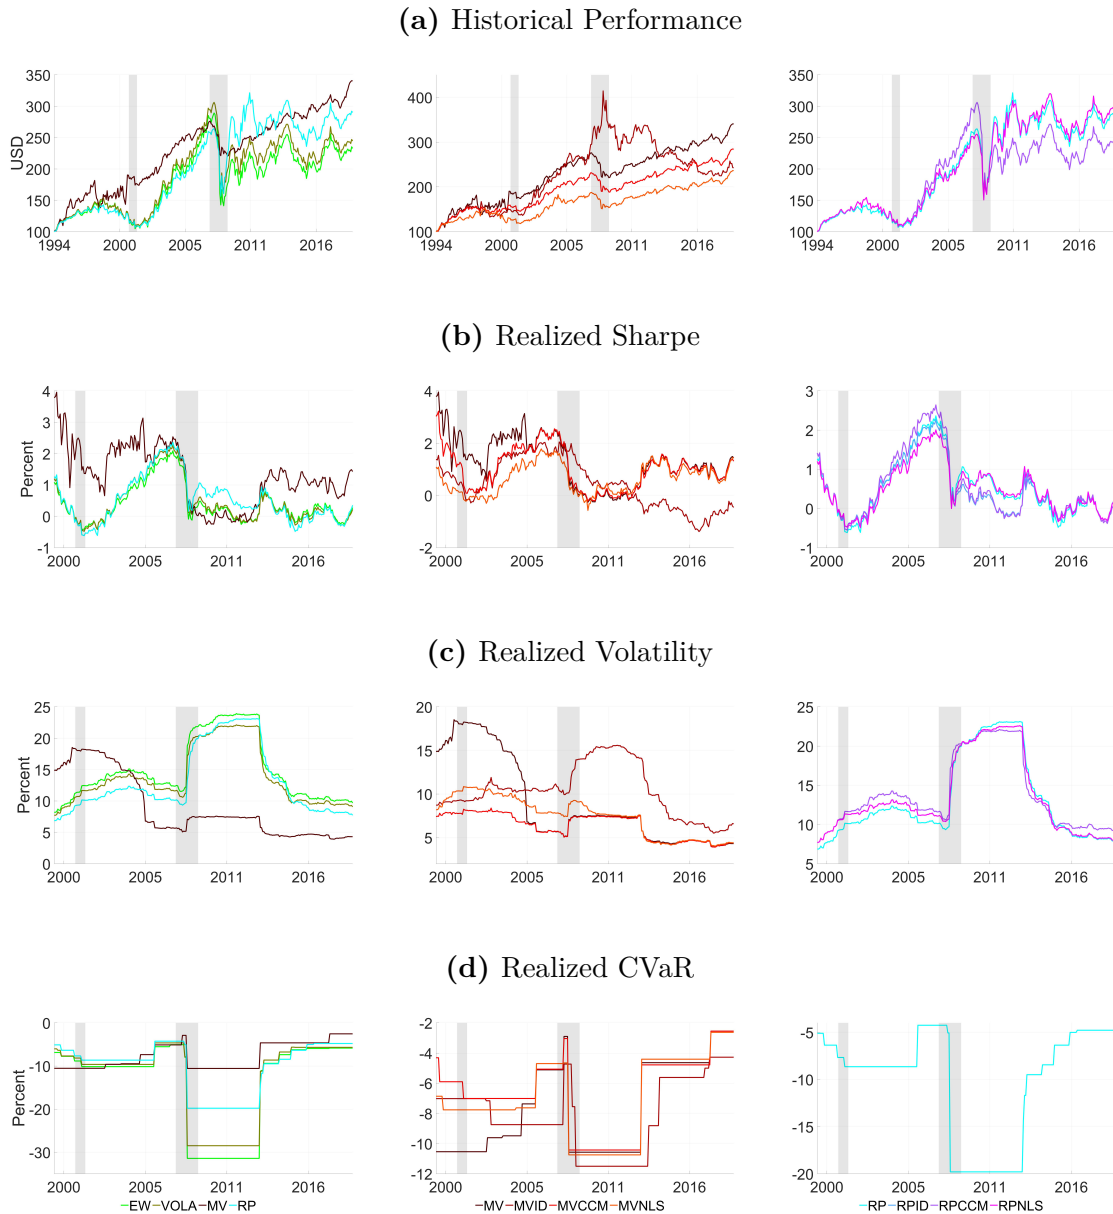 (a) Historical Performance
350
300
250
200
150
100
USD
1994 2000 2005 2011 2016
400
300
200
100
1994 2000 2005 2011 2016
350
300
250
200
150
100
1994 2000 2005 2011 2016
(b) Realized Sharpe
4
3
2
1
0
-1
Percent
2000 2005 2011 2016
4
2
0
-2
2000 2005 2011 2016
3
2
1
0
-1
2000 2005 2011 2016
(c) Realized Volatility
25
20
15
10
5
0
Percent
2000 2005 2011 2016
20
15
10
5
2000 2005 2011 2016
25
20
15
10
5
2000 2005 2011 2016
(d) Realized CVaR
0
-10
-20
-30
Percent
2000 2005 2011 2016
EW VOLA MV RP
-2
-4
-6
-8
-10
-12
2000 2005 2011 2016
MV MVID MVCCM MVNLS
-5
-10
-15
-20
2000 2005 2011 2016
RP RPID RPCCM RPNLS